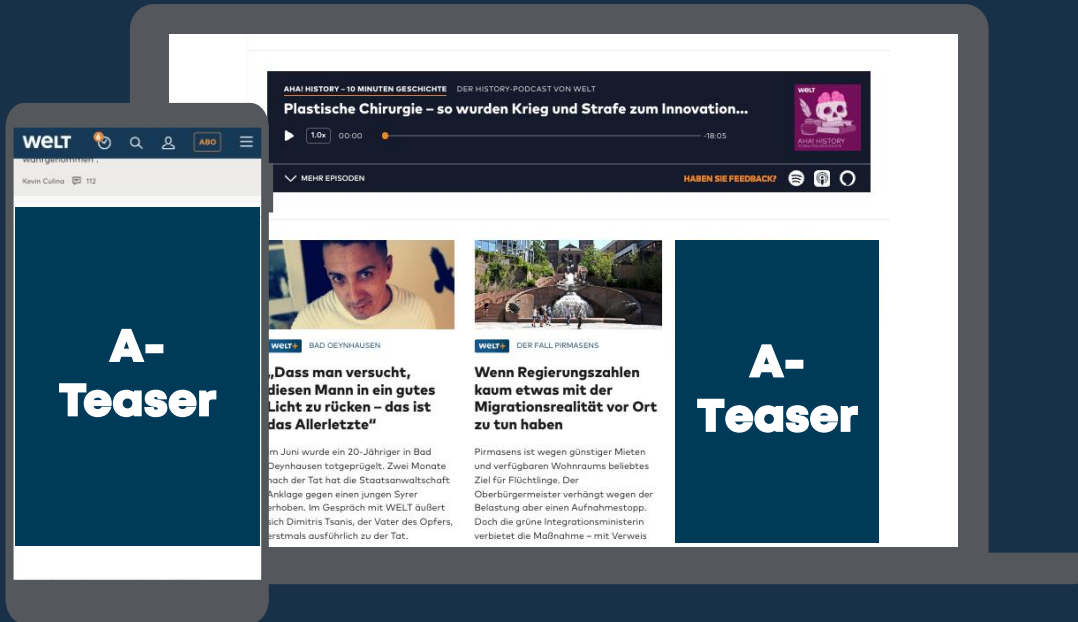 AHA! HISTORY – 10 MINUTEN GESCHICHTE DER HISTORY-PODCAST VON WELT
Plastische Chirurgie – so wurden Krieg und Strafe zum Innovation...
1.0x 00:00 -18:05
WELT
AHA! HISTORY
MEHR EPISODEN
HABEN SIE FEEDBACK?
WELT ABO
wahrgenommen".
Kevin Culina 112
A-
Teaser
WELT+ BAD OEYNHAUSEN
„Dass man versucht,
diesen Mann in ein gutes
Licht zu rücken – das ist
das Allerletzte“
m Juni wurde ein 20-Jähriger in Bad
Oeynhausen totgeprügelt. Zwei Monate
nach der Tat hat die Staatsanwaltschaft
Anklage gegen einen jungen Syrer
erhoben. Im Gespräch mit WELT äußert
sich Dimitris Tsanis, der Vater des Opfers,
erstmals ausführlich zu der Tat.
WELT+ DER FALL PIRMASENS
Wenn Regierungszahlen
kaum etwas mit der
Migrationsrealität vor Ort
zu tun haben
Pirmasens ist wegen günstiger Mieten
und verfügbaren Wohnraums beliebtes
Ziel für Flüchtlinge. Der
Oberbürgermeister verhängt wegen der
Belastung aber einen Aufnahmestopp.
Doch die grüne Integrationsministerin
verbietet die Maßnahme – mit Verweis
A-
Teaser